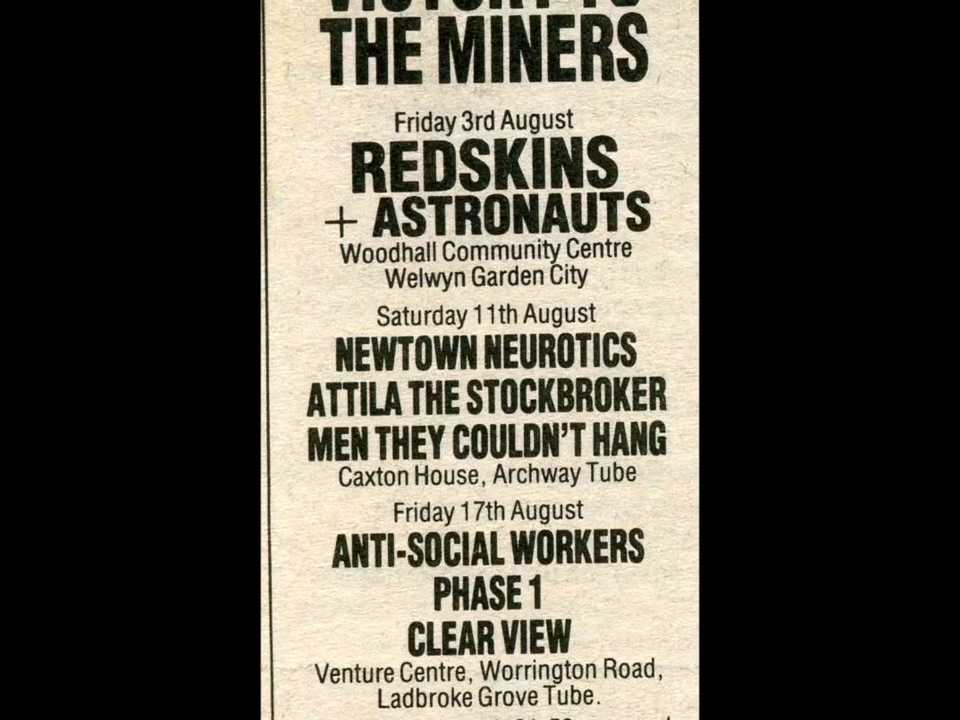 VICTORY TO
THE MINERS
Friday 3rd August
REDSKINS
+ ASTRONAUTS
Woodhall Community Centre
Welwyn Garden City
Saturday 11th August
NEWTOWN NEUROTICS
ATTILA THE STOCKBROKER
MEN THEY COULDN'T HANG
Caxton House, Archway Tube
Friday 17th August
ANTI-SOCIAL WORKERS
PHASE 1
CLEAR VIEW
Venture Centre, Worrington Road,
Ladbroke Grove Tube.